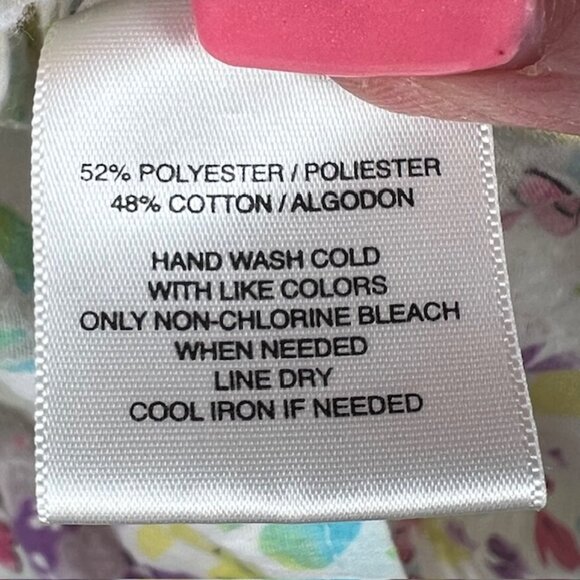 52% POLYESTER / POLIESTER
48% COTTON / ALGODON
HAND WASH COLD
WITH LIKE COLORS
ONLY NON-CHLORINE BLEACH
WHEN NEEDED
LINE DRY
COOL IRON IF NEEDED